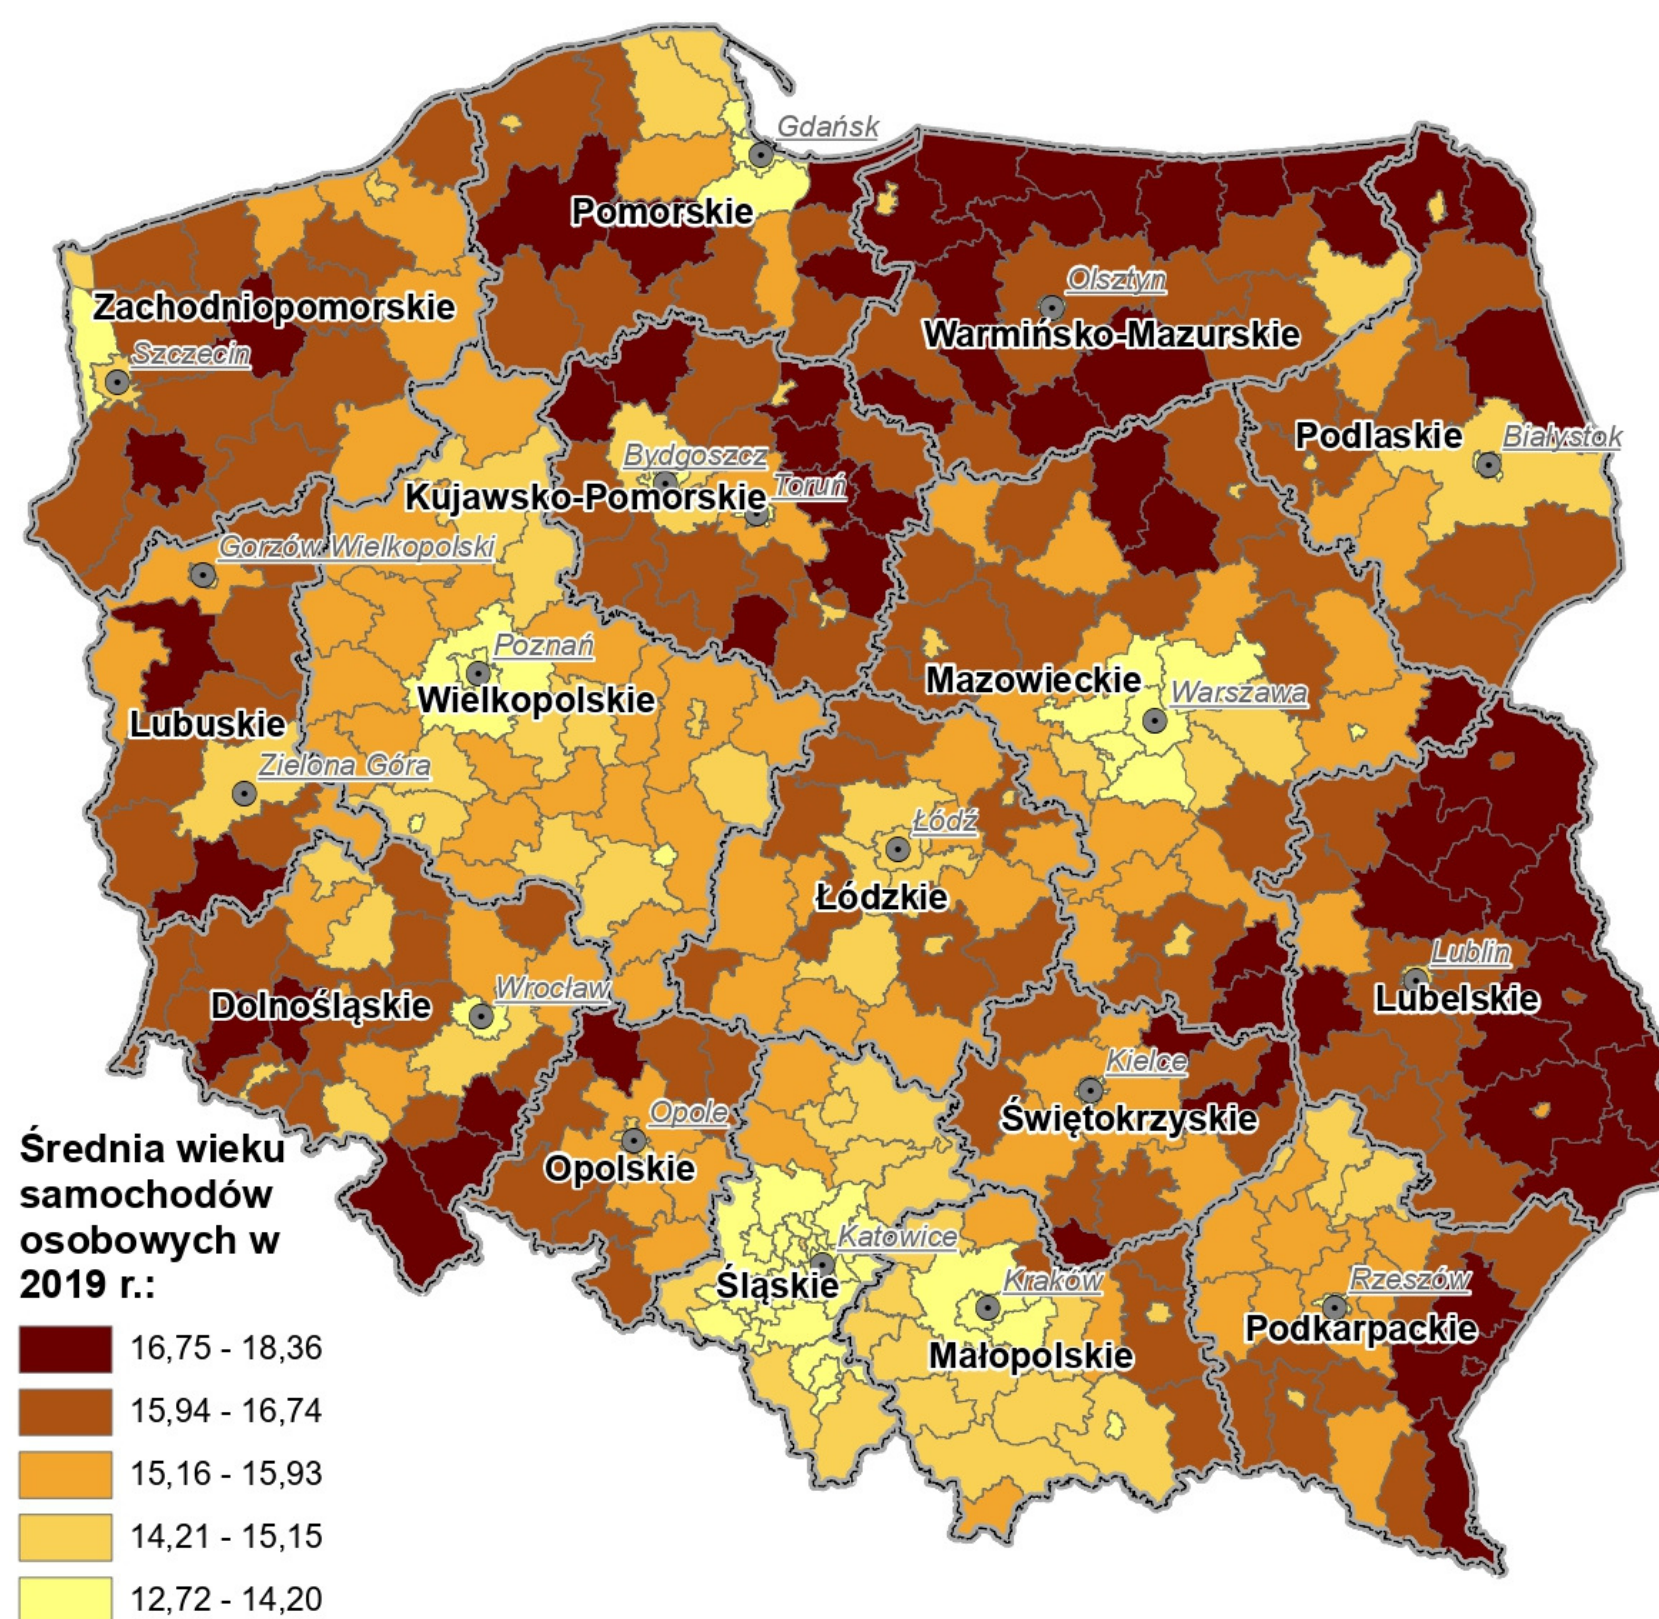 Gdańsk
Pomorskie
Olsztyn
Zachodniopomorskie
Warmińsko-Mazurskie
Szczecin
Podlaskie
Białystok
Bydgoszcz
Kujawsko-Pomorskie
Toruń
Gorzów Wielkopolski
Poznań
Mazowieckie
Wielkopolskie
Warszawa
Lubuskie
Zielona Góra
Łódź
Łódzkie
Lublin
Wrocław
Dolnośląskie
Lubelskie
Kielce
Opole
Świętokrzyskie
Opolskie
Katowice
Śląskie
Kraków
Rzeszów
Podkarpackie
Małopolskie
Średnia wieku
samochodów
osobowych w
2019 r.:
16,75 - 18,36
15,94 - 16,74
15,16 - 15,93
14,21 - 15,15
12,72 - 14,20